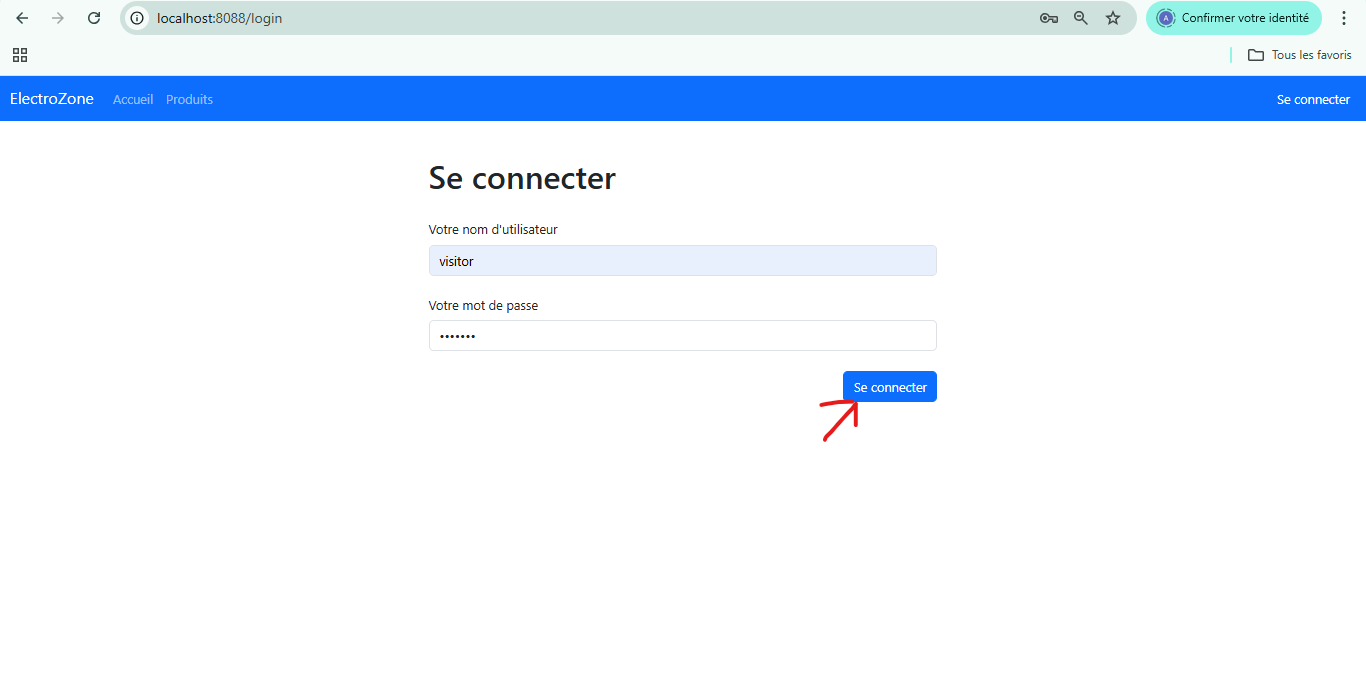 localhost:8088/login
A Confirmer votre identité
Tous les favoris
ElectroZone Accueil Produits Se connecter
Se connecter
Votre nom d'utilisateur
visitor
Votre mot de passe
•••••••
Se connecter